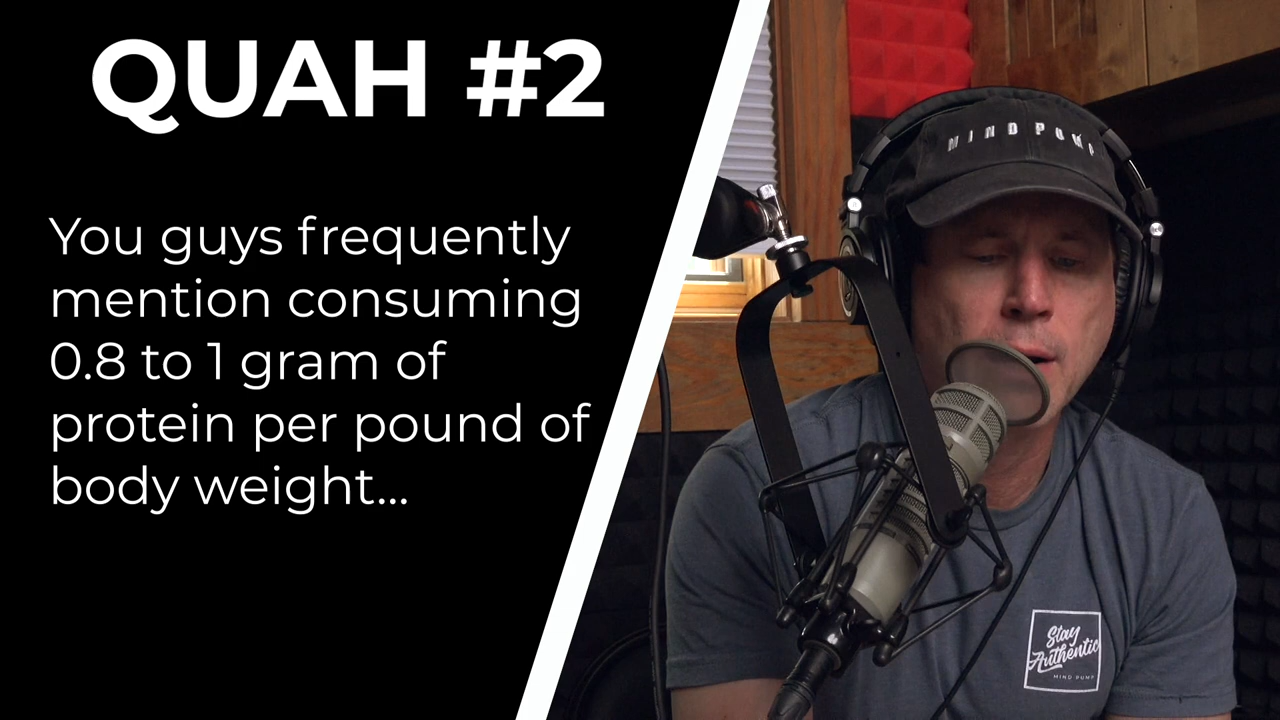 QUAH #2
You guys frequently
mention consuming
0.8 to 1 gram of
protein per pound of
body weight...
MIND PUMP
Stay
Authentic
MIND PUMP